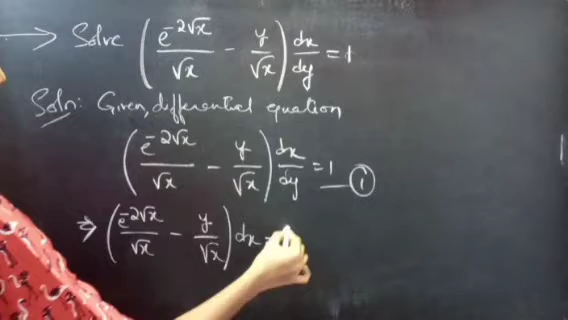 → Solve (e^{-2√x}/√x - y/√x) dx/dy = 1
Soln: Given, differential equation
(e^{-2√x}/√x - y/√x) dx/dy = 1 — ①
⇒ (e^{-2√x}/√x - y/√x) dx =